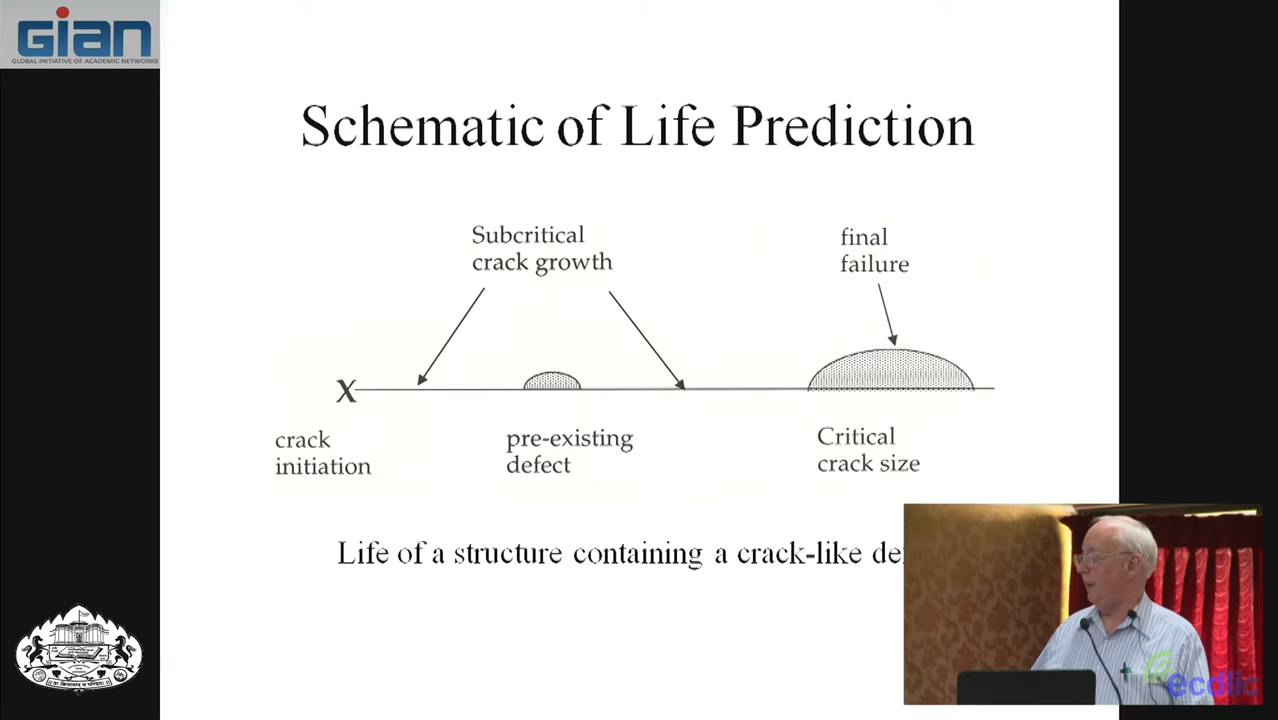 GIAN
GLOBAL INITIATIVE OF ACADEMIC NETWORKS
Schematic of Life Prediction
Subcritical
crack growth
final
failure
X
crack
initiation
pre-existing
defect
Critical
crack size
Life of a structure containing a crack-like
ecdlic